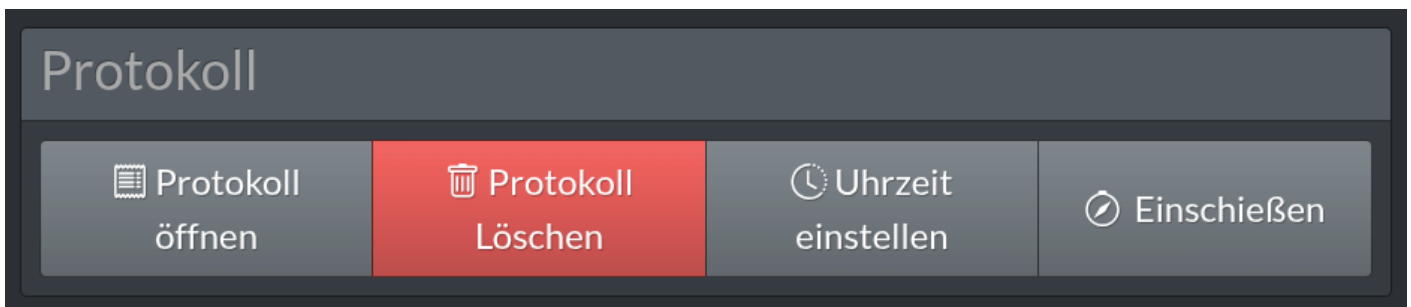 Protokoll
Protokoll
öffnen
Protokoll
Löschen
Uhrzeit
einstellen
Einschießen